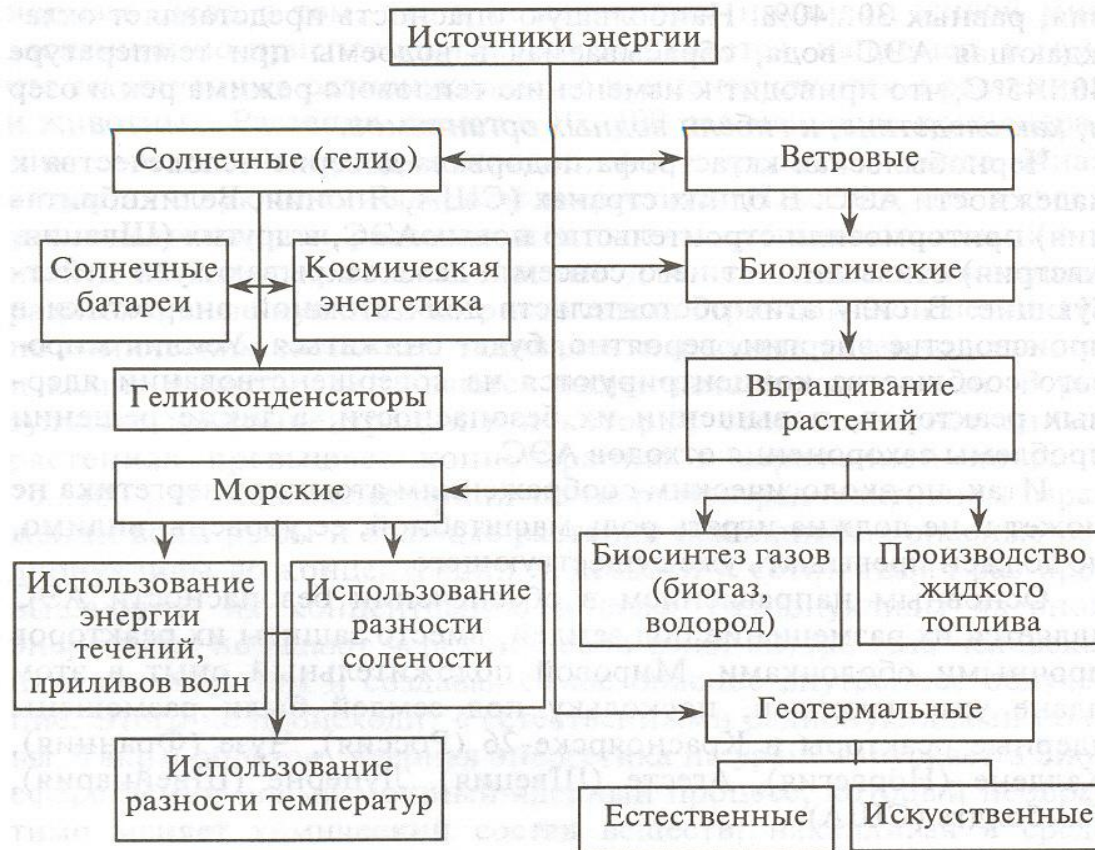 Источники энергии
Солнечные (гелио)
Ветровые
Солнечные
батареи
Космическая
энергетика
Биологические
Гелиоконденсаторы
Выращивание
растений
Морские
Использование
энергии
течении,
приливов волн
Использование
разности
солености
Биосинтез газов
(биогаз,
водород)
Производство
жидкого
топлива
Геотермальные
Использование
разности температур
Естественные
Искусственные